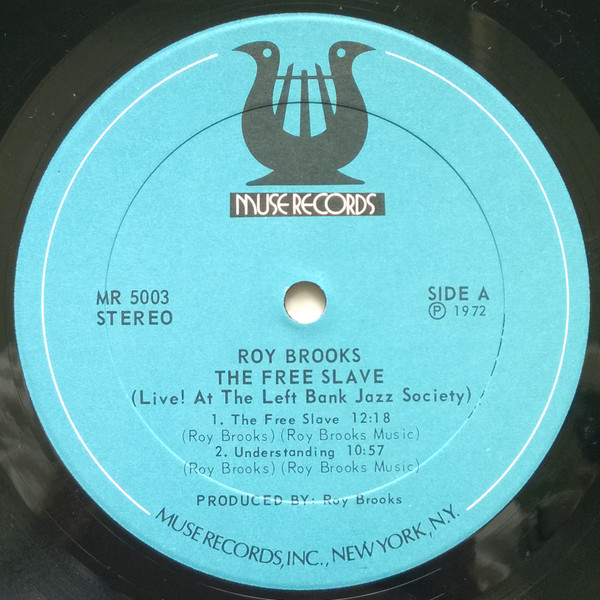 MUSE RECORDS
MR 5003
STEREO
SIDE A
℗ 1972
ROY BROOKS
THE FREE SLAVE
(Live! At The Left Bank Jazz Society)
1. The Free Slave 12:18
(Roy Brooks) (Roy Brooks Music)
2. Understanding 10:57
(Roy Brooks) (Roy Brooks Music)
PRODUCED BY: Roy Brooks
MUSE RECORDS, INC., NEW YORK, N.Y.